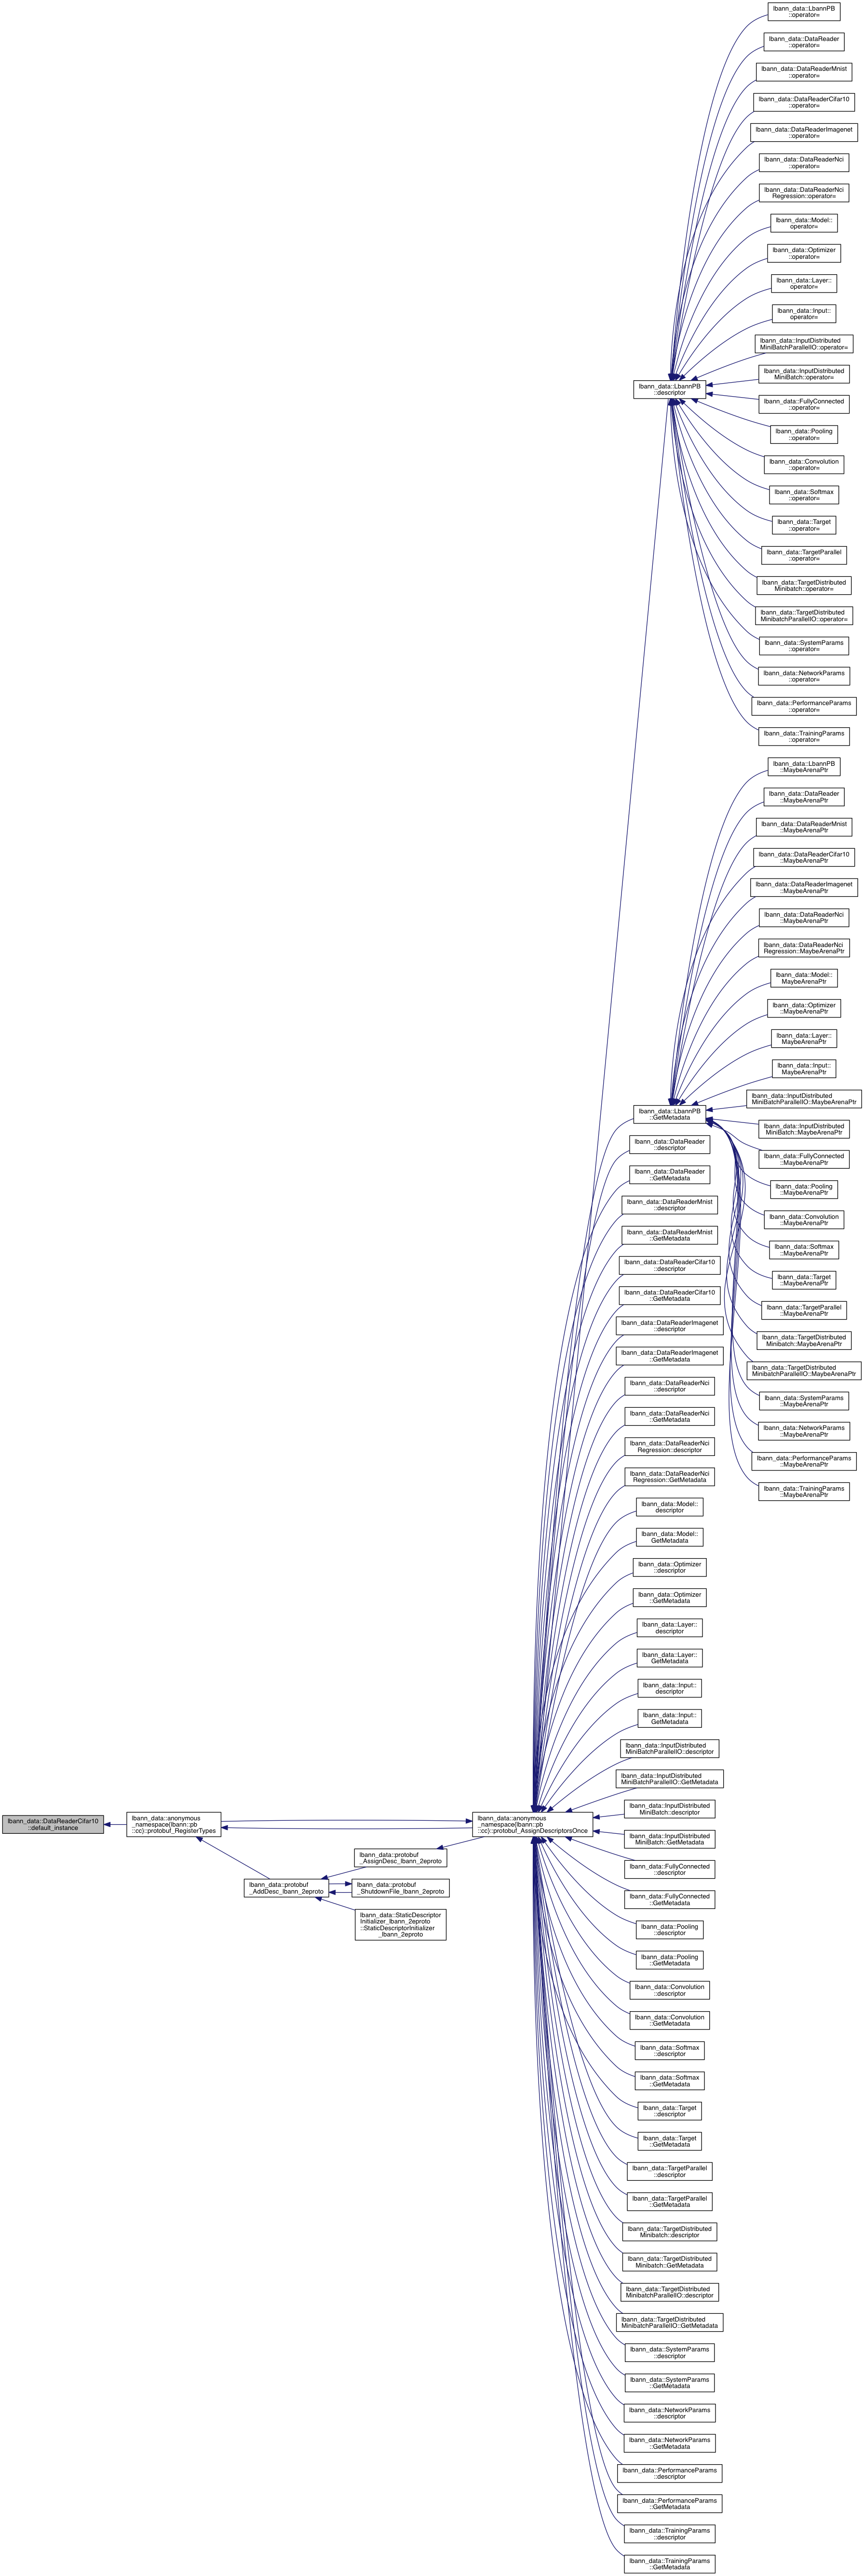 lbann_data::DataReaderCifar10
::default_instance
lbann_data::anonymous
_namespace{lbann::pb
::cc}::protobuf_RegisterTypes
lbann_data::protobuf
_AddDesc_lbann_2eproto
lbann_data::protobuf
_AssignDesc_lbann_2eproto
lbann_data::protobuf
_ShutdownFile_lbann_2eproto
lbann_data::StaticDescriptor
Initializer_lbann_2eproto
::StaticDescriptorInitializer
_lbann_2eproto
lbann_data::anonymous
_namespace{lbann::pb
::cc}::protobuf_AssignDescriptorsOnce
lbann_data::LbannPB
::descriptor
lbann_data::LbannPB
::GetMetadata
lbann_data::DataReader
::descriptor
lbann_data::DataReader
::GetMetadata
lbann_data::DataReaderMnist
::descriptor
lbann_data::DataReaderMnist
::GetMetadata
lbann_data::DataReaderCifar10
::descriptor
lbann_data::DataReaderCifar10
::GetMetadata
lbann_data::DataReaderImagenet
::descriptor
lbann_data::DataReaderImagenet
::GetMetadata
lbann_data::DataReaderNci
::descriptor
lbann_data::DataReaderNci
::GetMetadata
lbann_data::DataReaderNci
Regression::descriptor
lbann_data::DataReaderNci
Regression::GetMetadata
lbann_data::Model::
descriptor
lbann_data::Model::
GetMetadata
lbann_data::Optimizer
::descriptor
lbann_data::Optimizer
::GetMetadata
lbann_data::Layer::
descriptor
lbann_data::Layer::
GetMetadata
lbann_data::Input::
descriptor
lbann_data::Input::
GetMetadata
lbann_data::InputDistributed
MiniBatchParallelIO::descriptor
lbann_data::InputDistributed
MiniBatchParallelIO::GetMetadata
lbann_data::InputDistributed
MiniBatch::descriptor
lbann_data::InputDistributed
MiniBatch::GetMetadata
lbann_data::FullyConnected
::descriptor
lbann_data::FullyConnected
::GetMetadata
lbann_data::Pooling
::descriptor
lbann_data::Pooling
::GetMetadata
lbann_data::Convolution
::descriptor
lbann_data::Convolution
::GetMetadata
lbann_data::Softmax
::descriptor
lbann_data::Softmax
::GetMetadata
lbann_data::Target
::descriptor
lbann_data::Target
::GetMetadata
lbann_data::TargetParallel
::descriptor
lbann_data::TargetParallel
::GetMetadata
lbann_data::TargetDistributed
Minibatch::descriptor
lbann_data::TargetDistributed
Minibatch::GetMetadata
lbann_data::TargetDistributed
MinibatchParallelIO::descriptor
lbann_data::TargetDistributed
MinibatchParallelIO::GetMetadata
lbann_data::SystemParams
::descriptor
lbann_data::SystemParams
::GetMetadata
lbann_data::NetworkParams
::descriptor
lbann_data::NetworkParams
::GetMetadata
lbann_data::PerformanceParams
::descriptor
lbann_data::PerformanceParams
::GetMetadata
lbann_data::TrainingParams
::descriptor
lbann_data::TrainingParams
::GetMetadata
lbann_data::LbannPB
::operator=
lbann_data::DataReader
::operator=
lbann_data::DataReaderMnist
::operator=
lbann_data::DataReaderCifar10
::operator=
lbann_data::DataReaderImagenet
::operator=
lbann_data::DataReaderNci
::operator=
lbann_data::DataReaderNci
Regression::operator=
lbann_data::Model::
operator=
lbann_data::Optimizer
::operator=
lbann_data::Layer::
operator=
lbann_data::Input::
operator=
lbann_data::InputDistributed
MiniBatchParallelIO::operator=
lbann_data::InputDistributed
MiniBatch::operator=
lbann_data::FullyConnected
::operator=
lbann_data::Pooling
::operator=
lbann_data::Convolution
::operator=
lbann_data::Softmax
::operator=
lbann_data::Target
::operator=
lbann_data::TargetParallel
::operator=
lbann_data::TargetDistributed
Minibatch::operator=
lbann_data::TargetDistributed
MinibatchParallelIO::operator=
lbann_data::SystemParams
::operator=
lbann_data::NetworkParams
::operator=
lbann_data::PerformanceParams
::operator=
lbann_data::TrainingParams
::operator=
lbann_data::LbannPB
::MaybeArenaPtr
lbann_data::DataReader
::MaybeArenaPtr
lbann_data::DataReaderMnist
::MaybeArenaPtr
lbann_data::DataReaderCifar10
::MaybeArenaPtr
lbann_data::DataReaderImagenet
::MaybeArenaPtr
lbann_data::DataReaderNci
::MaybeArenaPtr
lbann_data::DataReaderNci
Regression::MaybeArenaPtr
lbann_data::Model::
MaybeArenaPtr
lbann_data::Optimizer
::MaybeArenaPtr
lbann_data::Layer::
MaybeArenaPtr
lbann_data::Input::
MaybeArenaPtr
lbann_data::InputDistributed
MiniBatchParallelIO::MaybeArenaPtr
lbann_data::InputDistributed
MiniBatch::MaybeArenaPtr
lbann_data::FullyConnected
::MaybeArenaPtr
lbann_data::Pooling
::MaybeArenaPtr
lbann_data::Convolution
::MaybeArenaPtr
lbann_data::Softmax
::MaybeArenaPtr
lbann_data::Target
::MaybeArenaPtr
lbann_data::TargetParallel
::MaybeArenaPtr
lbann_data::TargetDistributed
Minibatch::MaybeArenaPtr
lbann_data::TargetDistributed
MinibatchParallelIO::MaybeArenaPtr
lbann_data::SystemParams
::MaybeArenaPtr
lbann_data::NetworkParams
::MaybeArenaPtr
lbann_data::PerformanceParams
::MaybeArenaPtr
lbann_data::TrainingParams
::MaybeArenaPtr